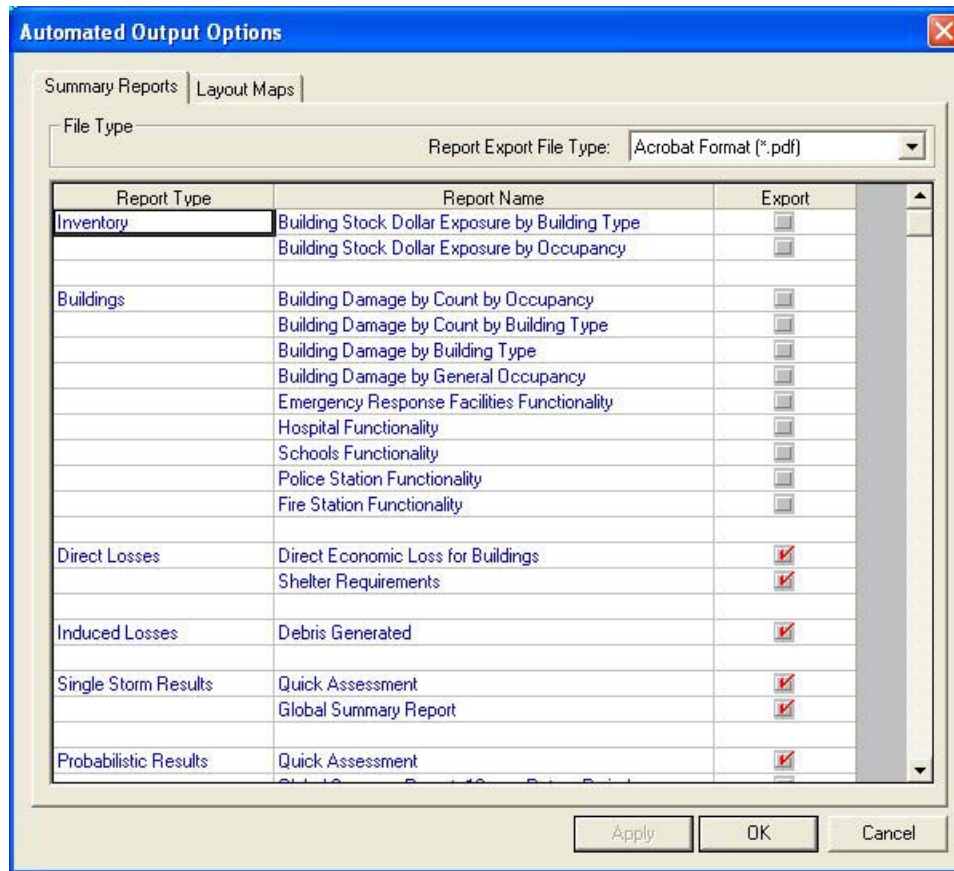 Automated Output Options
Summary Reports Layout Maps
File Type
Report Export File Type: Acrobat Format (*.pdf)
Report Type Report Name Export
Inventory Building Stock Dollar Exposure by Building Type
Building Stock Dollar Exposure by Occupancy
Buildings Building Damage by Count by Occupancy
Building Damage by Count by Building Type
Building Damage by Building Type
Building Damage by General Occupancy
Emergency Response Facilities Functionality
Hospital Functionality
Schools Functionality
Police Station Functionality
Fire Station Functionality
Direct Losses Direct Economic Loss for Buildings
Shelter Requirements
Induced Losses Debris Generated
Single Storm Results Quick Assessment
Global Summary Report
Probabilistic Results Quick Assessment
Apply OK Cancel